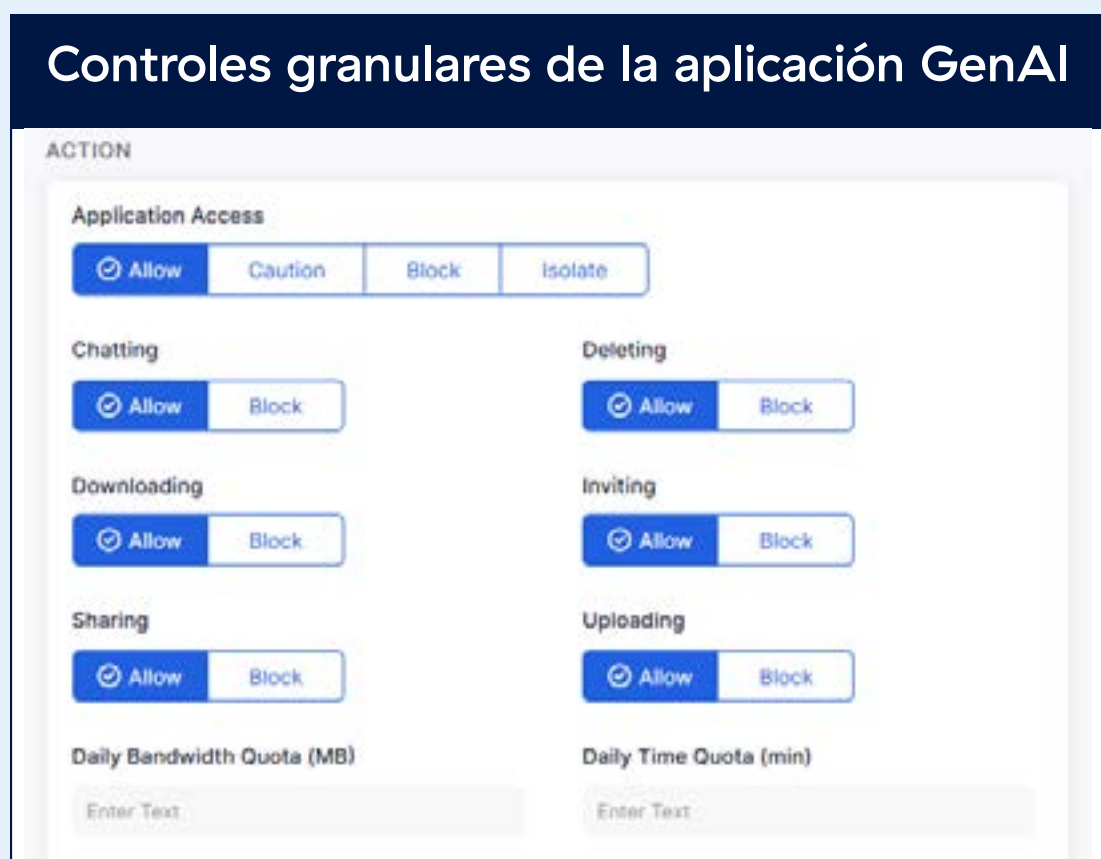 Controles granulares de la aplicación GenAI
ACTION
Application Access
Allow Caution Block Isolate
Chatting Deleting
Allow Block Allow Block
Downloading Inviting
Allow Block Allow Block
Sharing Uploading
Allow Block Allow Block
Daily Bandwidth Quota (MB) Daily Time Quota (min)
Enter Text Enter Text